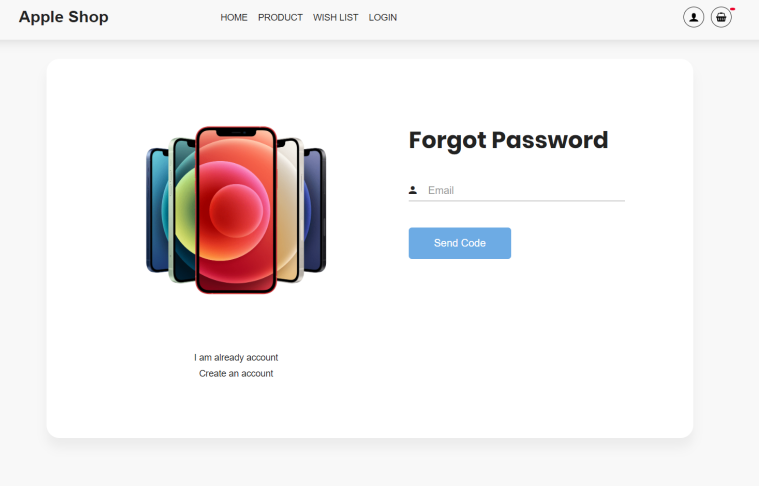 Apple Shop
HOME PRODUCT WISH LIST LOGIN
Forgot Password
Email
Send Code
I am already account
Create an account